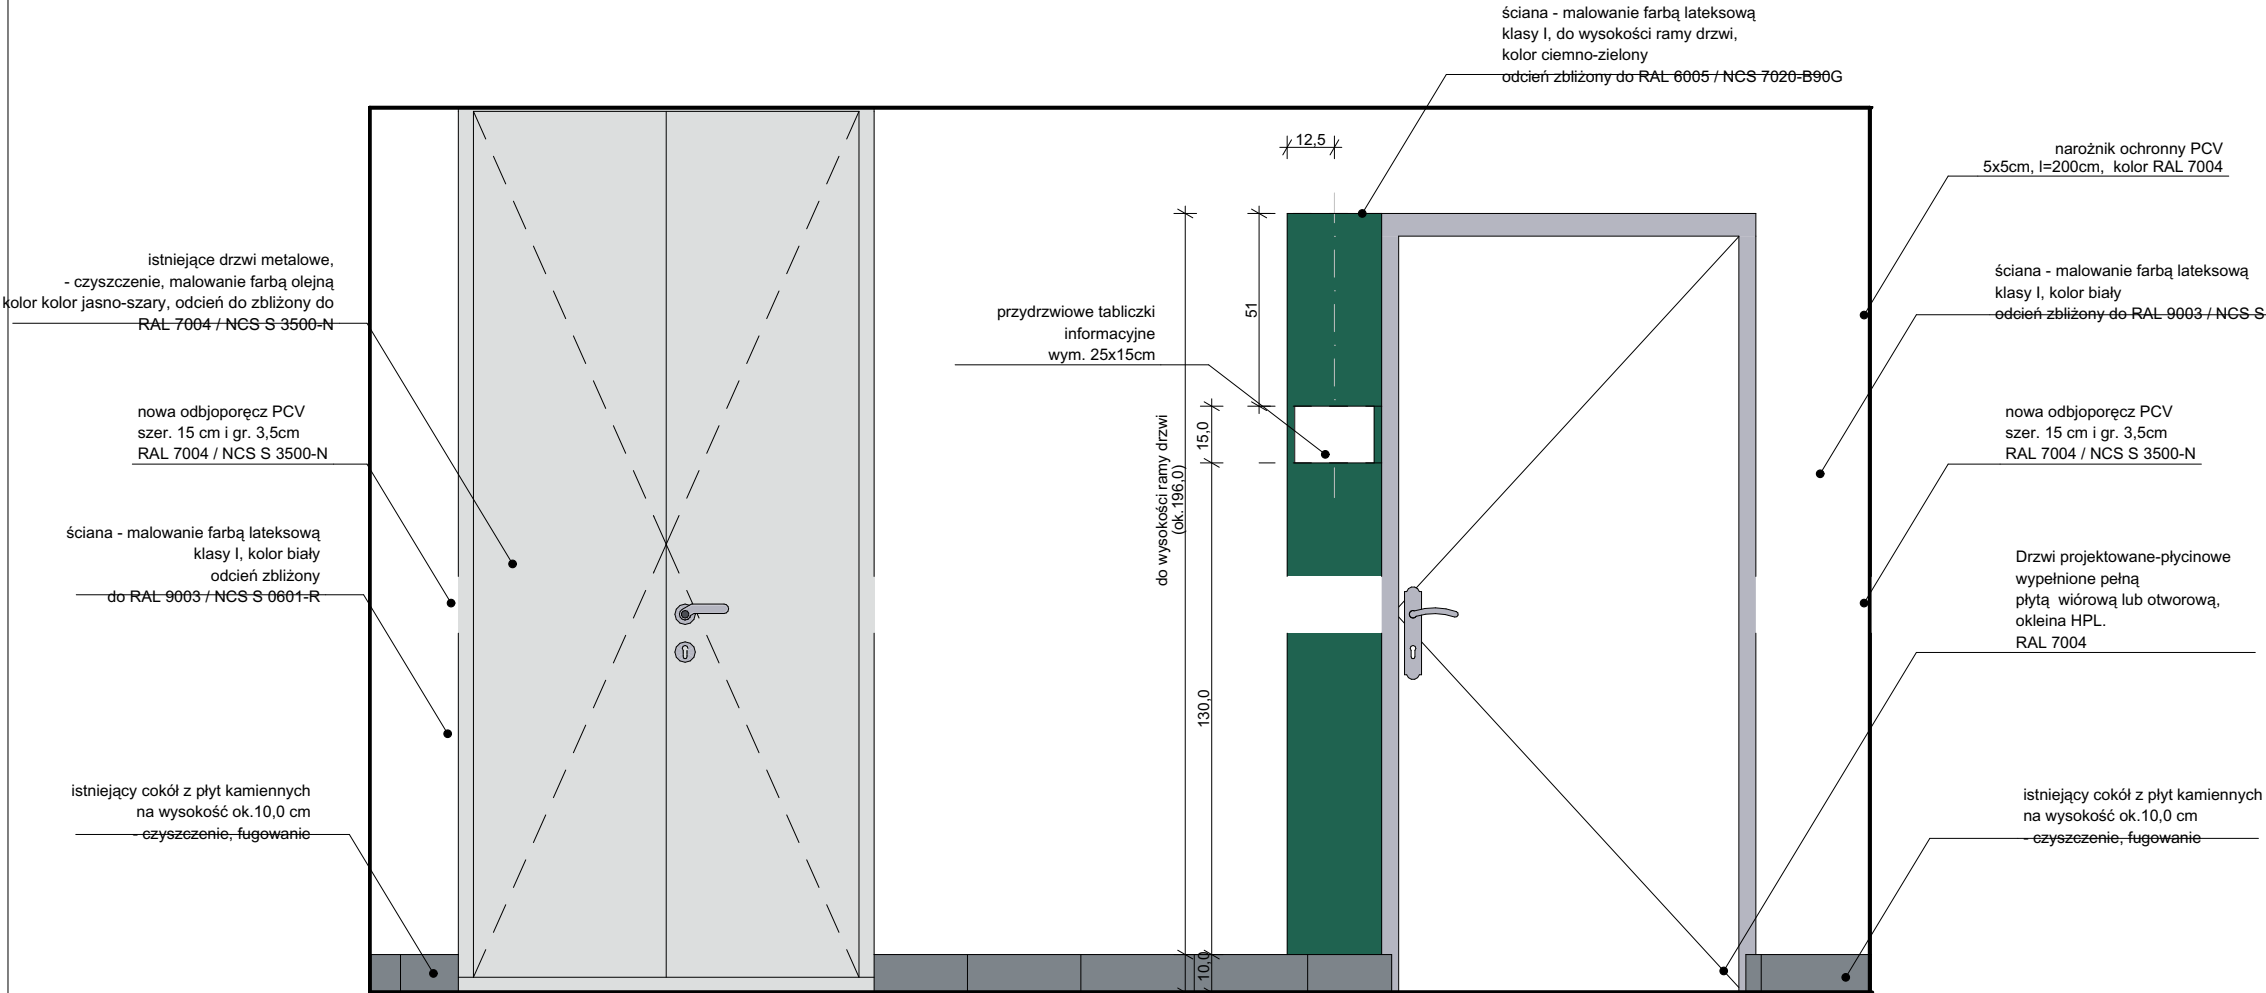 ściana - malowanie farbą lateksową
klasy I, do wysokości ramy drzwi,
kolor ciemno-zielony
odcień zbliżony do RAL 6005 / NCS 7020-B90G
12,5
narożnik ochronny PCV
5x5cm, l=200cm, kolor RAL 7004
istniejące drzwi metalowe,
- czyszczenie, malowanie farbą olejną
kolor kolor jasno-szary, odcień do zbliżony do
RAL 7004 / NCS S 3500-N
ściana - malowanie farbą lateksową
klasy I, kolor biały
odcień zbliżony do RAL 9003 / NCS S
przydrzwiowe tabliczki
informacyjne
wym. 25x15cm
51
15,0
do wysokości ramy drzwi
(ok.196,0)
130,0
10,0
nowa odbjoporęcz PCV
szer. 15 cm i gr. 3,5cm
RAL 7004 / NCS S 3500-N
nowa odbjoporęcz PCV
szer. 15 cm i gr. 3,5cm
RAL 7004 / NCS S 3500-N
ściana - malowanie farbą lateksową
klasy I, kolor biały
odcień zbliżony
do RAL 9003 / NCS S 0601-R
Drzwi projektowane-płycinowe
wypełnione pełną
płytą wiórową lub otworową,
okleina HPL.
RAL 7004
istniejący cokół z płyt kamiennych
na wysokość ok.10,0 cm
- czyszczenie, fugowanie
istniejący cokół z płyt kamiennych
na wysokość ok.10,0 cm
- czyszczenie, fugowanie